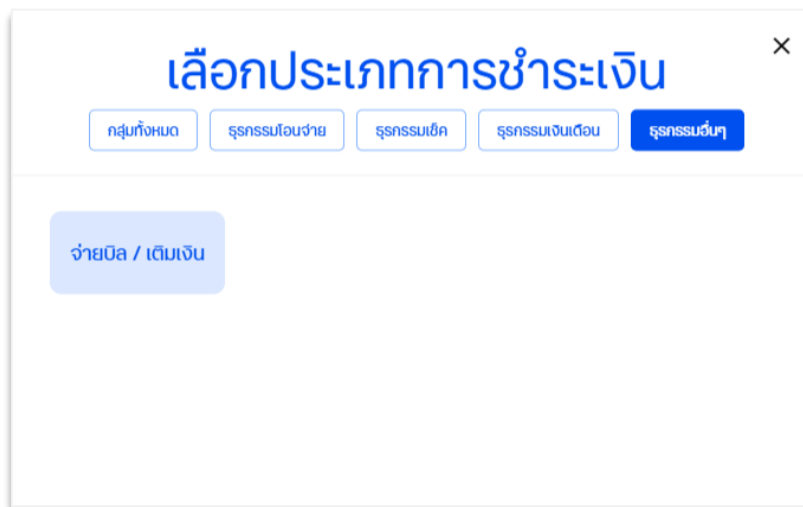 เลือกประเภทการชำระเงิน
กลุ่มทั้งหมด ธุรกรรมโอนจ่าย ธุรกรรมเช็ค ธุรกรรมเงินเดือน ธุรกรรมอื่นๆ
จ่ายบิล / เติมเงิน